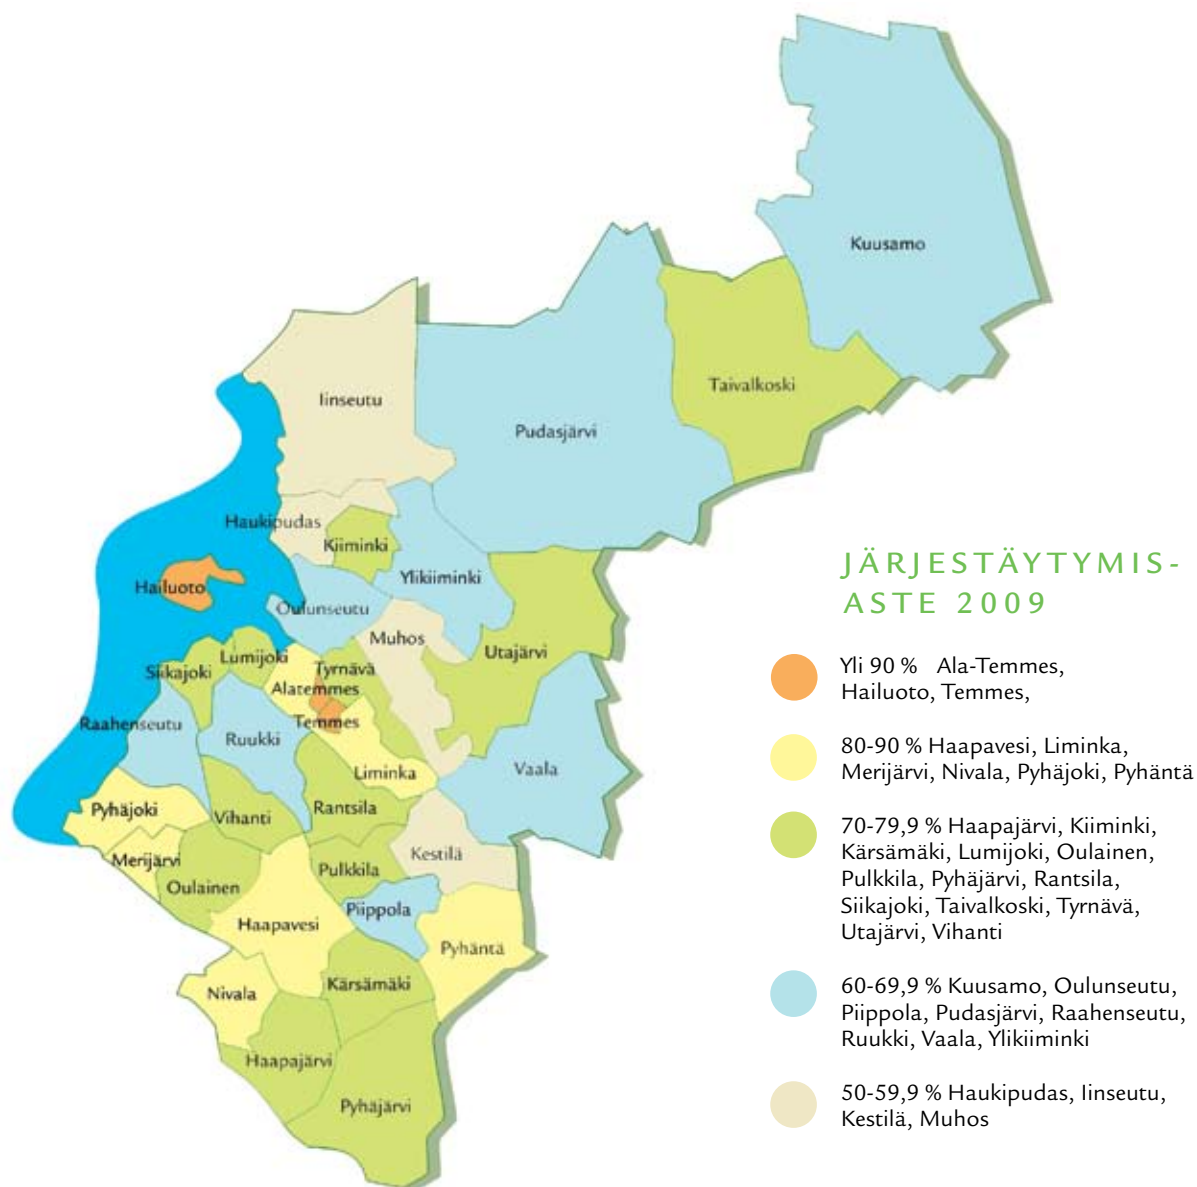 Kuusamo
Taivalkoski
Iinseutu
Pudasjärvi
Haukipudas
Kiiminki
Ylikiiminki
Hailuoto
Oulunseutu
Muhos
Utajärvi
Lumijoki
Siikajoki
Tyrnävä
Alatemmes
Raahenseutu
Temmes
Ruukki
Liminka
Vaala
Pyhäjoki
Vihanti
Rantsila
Merijärvi
Kestilä
Pulkkila
Oulainen
Piippola
Haapavesi
Pyhäntä
Nivala
Kärsämäki
Haapajärvi
Pyhäjärvi
JÄRJESTÄYTYMIS-
ASTE 2009
Yli 90 % Ala-Temmes,
Hailuoto, Temmes,
80-90 % Haapavesi, Liminka,
Merijärvi, Nivala, Pyhäjoki, Pyhäntä
70-79,9 % Haapajärvi, Kiiminki,
Kärsämäki, Lumijoki, Oulainen,
Pulkkila, Pyhäjärvi, Rantsila,
Siikajoki, Taivalkoski, Tyrnävä,
Utajärvi, Vihanti
60-69,9 % Kuusamo, Oulunseutu,
Piippola, Pudasjärvi, Raahenseutu,
Ruukki, Vaala, Ylikiiminki
50-59,9 % Haukipudas, Iinseutu,
Kestilä, Muhos